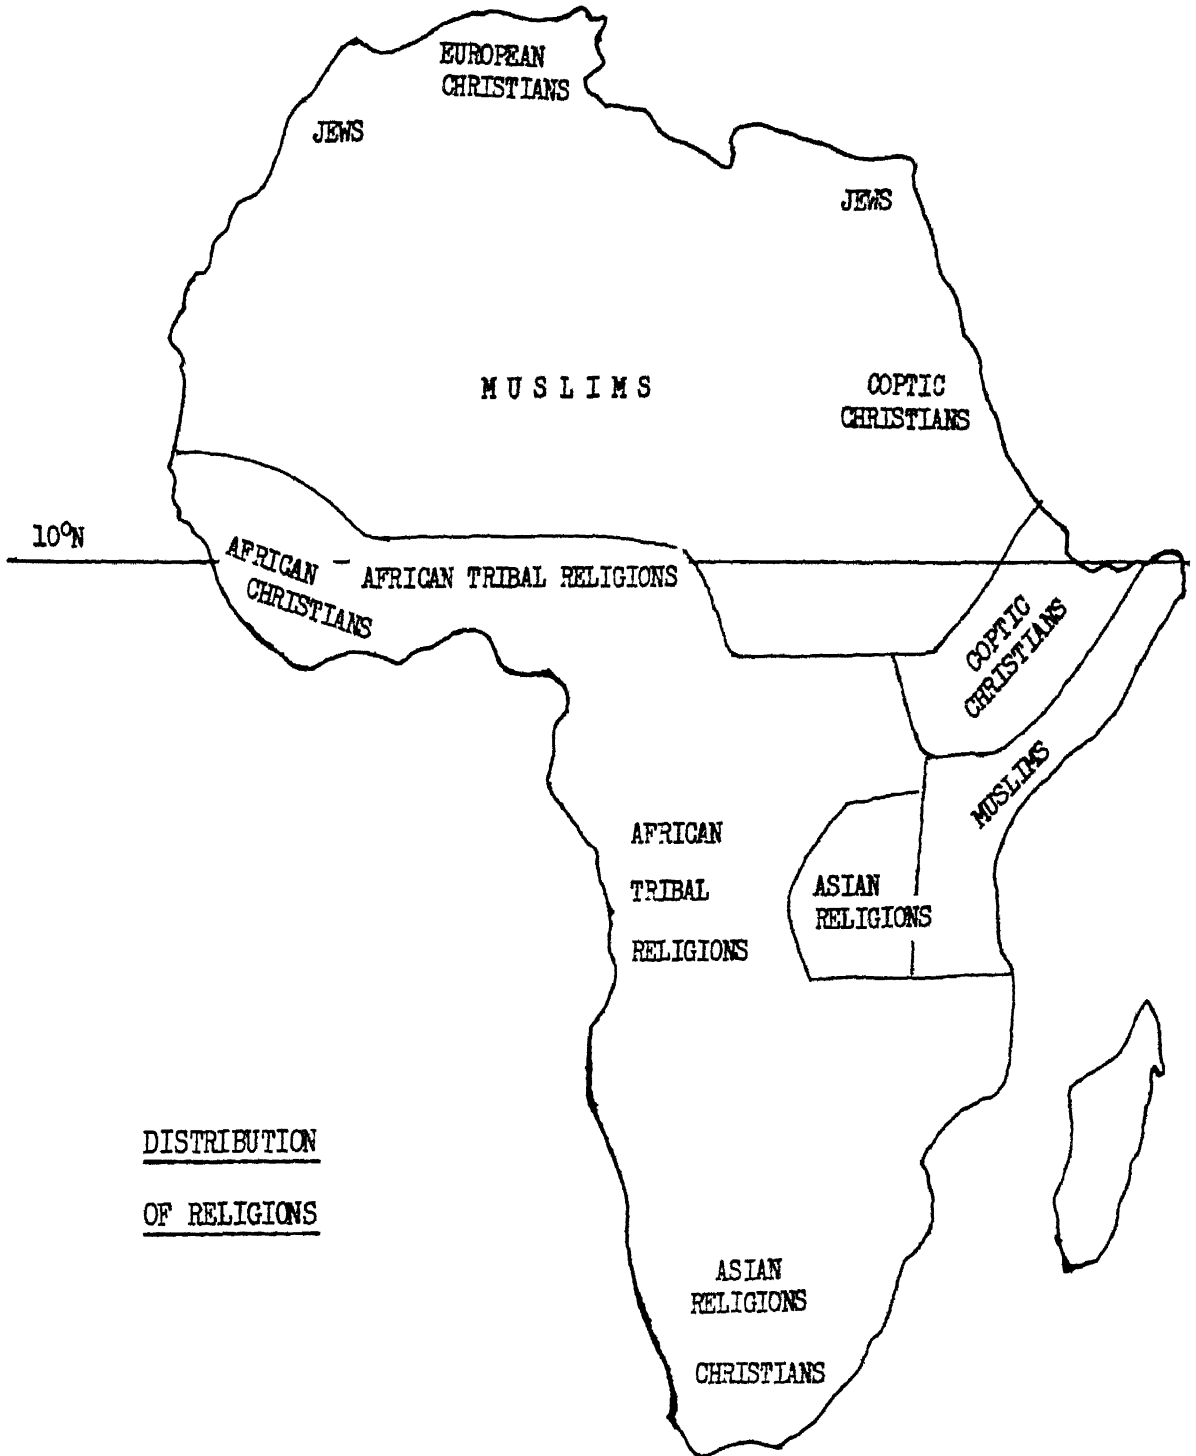 EUROPEAN
CHRISTIANS
JEWS
JEWS
MUSLIMS
COPTIC
CHRISTIANS
10°N
AFRICAN
CHRISTIANS
AFRICAN TRIBAL RELIGIONS
COPTIC
CHRISTIANS
MUSLIMS
AFRICAN
TRIBAL
RELIGIONS
ASIAN
RELIGIONS
DISTRIBUTION
OF RELIGIONS
ASIAN
RELIGIONS
CHRISTIANS